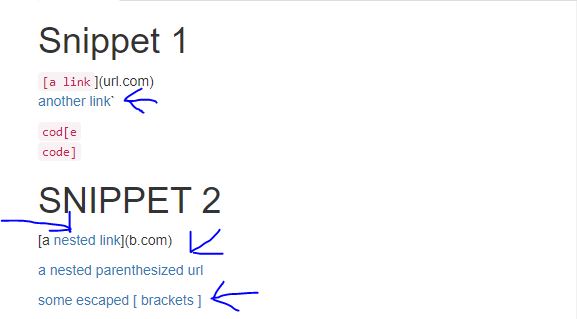 Snippet 1
[a link](url.com)
another link`
cod[e
code]
SNIPPET 2
[a nested link](b.com)
a nested parenthesized url
some escaped [ brackets ]